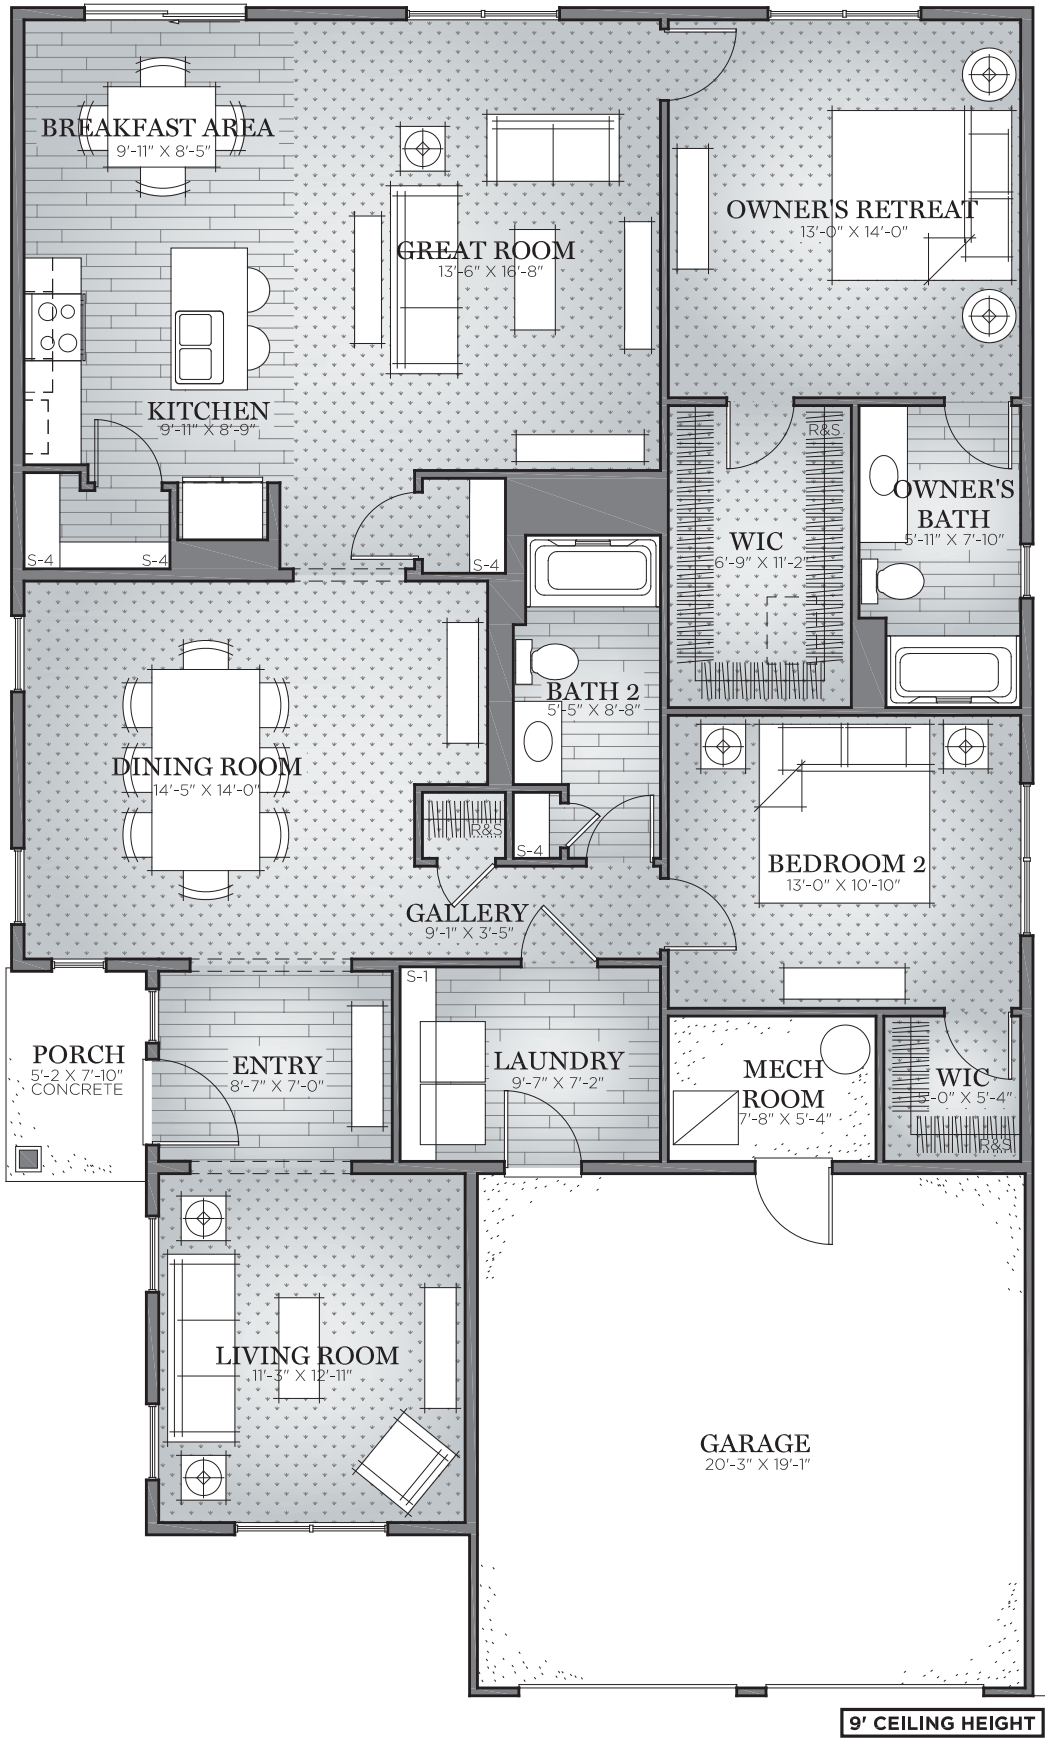 BREAKFAST AREA
9'-11" X 8'-5"
GREAT ROOM
13'-6" X 16'-8"
OWNER'S RETREAT
13'-0" X 14'-0"
KITCHEN
9'-11" X 8'-9"
R&S
OWNER'S
BATH
5'-11" X 7'-10"
WIC
6'-9" X 11'-2"
S-4
S-4
S-4
BATH 2
5'-5" X 8'-8"
DINING ROOM
14'-5" X 14'-0"
R&S
S-4
BEDROOM 2
13'-0" X 10'-10"
GALLERY
9'-1" X 3'-5"
S-1
PORCH
5'-2 X 7'-10"
CONCRETE
ENTRY
8'-7" X 7'-0"
LAUNDRY
9'-7" X 7'-2"
MECH
ROOM
7'-8" X 5'-4"
WIC
5'-0" X 5'-4"
R&S
LIVING ROOM
11'-3" X 12'-11"
GARAGE
20'-3" X 19'-1"
9' CEILING HEIGHT